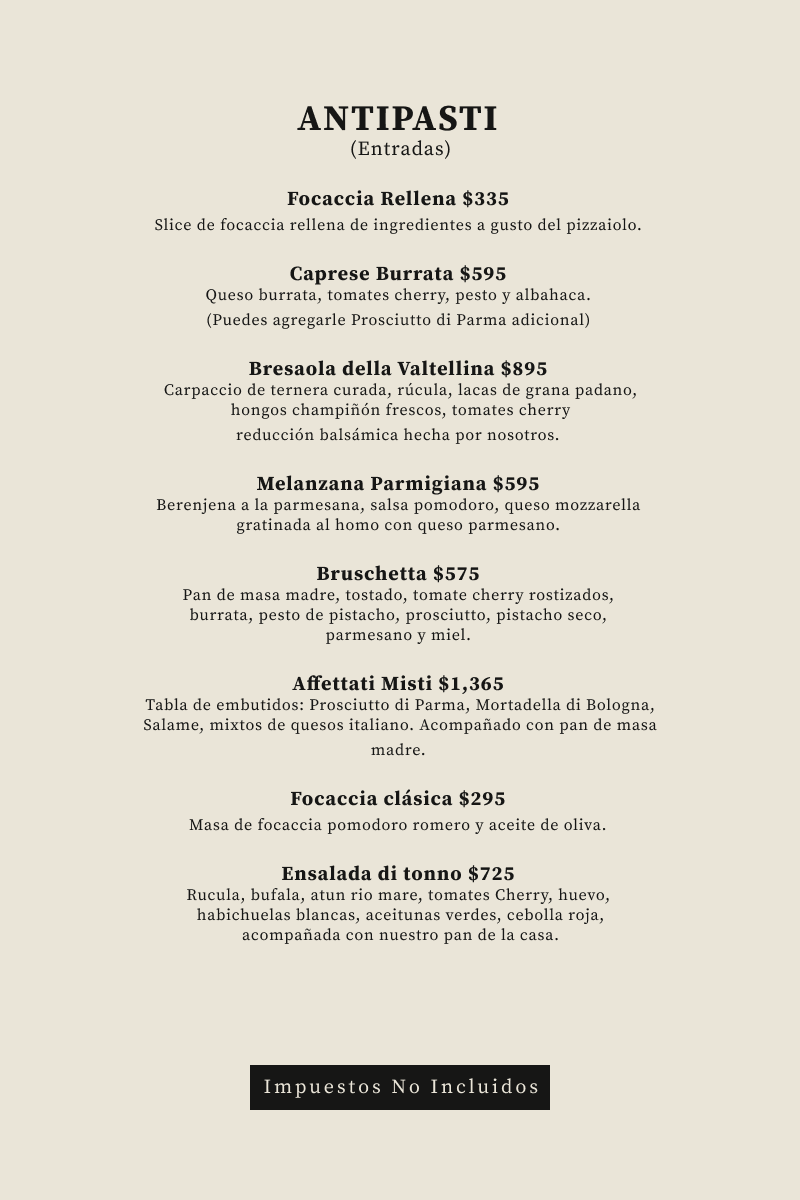 ANTIPASTI
(Entradas)
Focaccia Rellena $335
Slice de focaccia rellena de ingredientes a gusto del pizzaiolo.
Caprese Burrata $595
Queso burrata, tomates cherry, pesto y albahaca.
(Puedes agregarle Prosciutto di Parma adicional)
Bresaola della Valtellina $895
Carpaccio de ternera curada, rúcula, lacas de grana padano,
hongos champiñón frescos, tomates cherry
reducción balsámica hecha por nosotros.
Melanzana Parmigiana $595
Berenjena a la parmesana, salsa pomodoro, queso mozzarella
gratinada al homo con queso parmesano.
Bruschetta $575
Pan de masa madre, tostado, tomate cherry rostizados,
burrata, pesto de pistacho, prosciutto, pistacho seco,
parmesano y miel.
Affettati Misti $1,365
Tabla de embutidos: Prosciutto di Parma, Mortadella di Bologna,
Salame, mixtos de quesos italiano. Acompañado con pan de masa
madre.
Focaccia clásica $295
Masa de focaccia pomodoro romero y aceite de oliva.
Ensalada di tonno $725
Rucula, bufala, atun rio mare, tomates Cherry, huevo,
habichuelas blancas, aceitunas verdes, cebolla roja,
acompañada con nuestro pan de la casa.
Impuestos No Incluidos